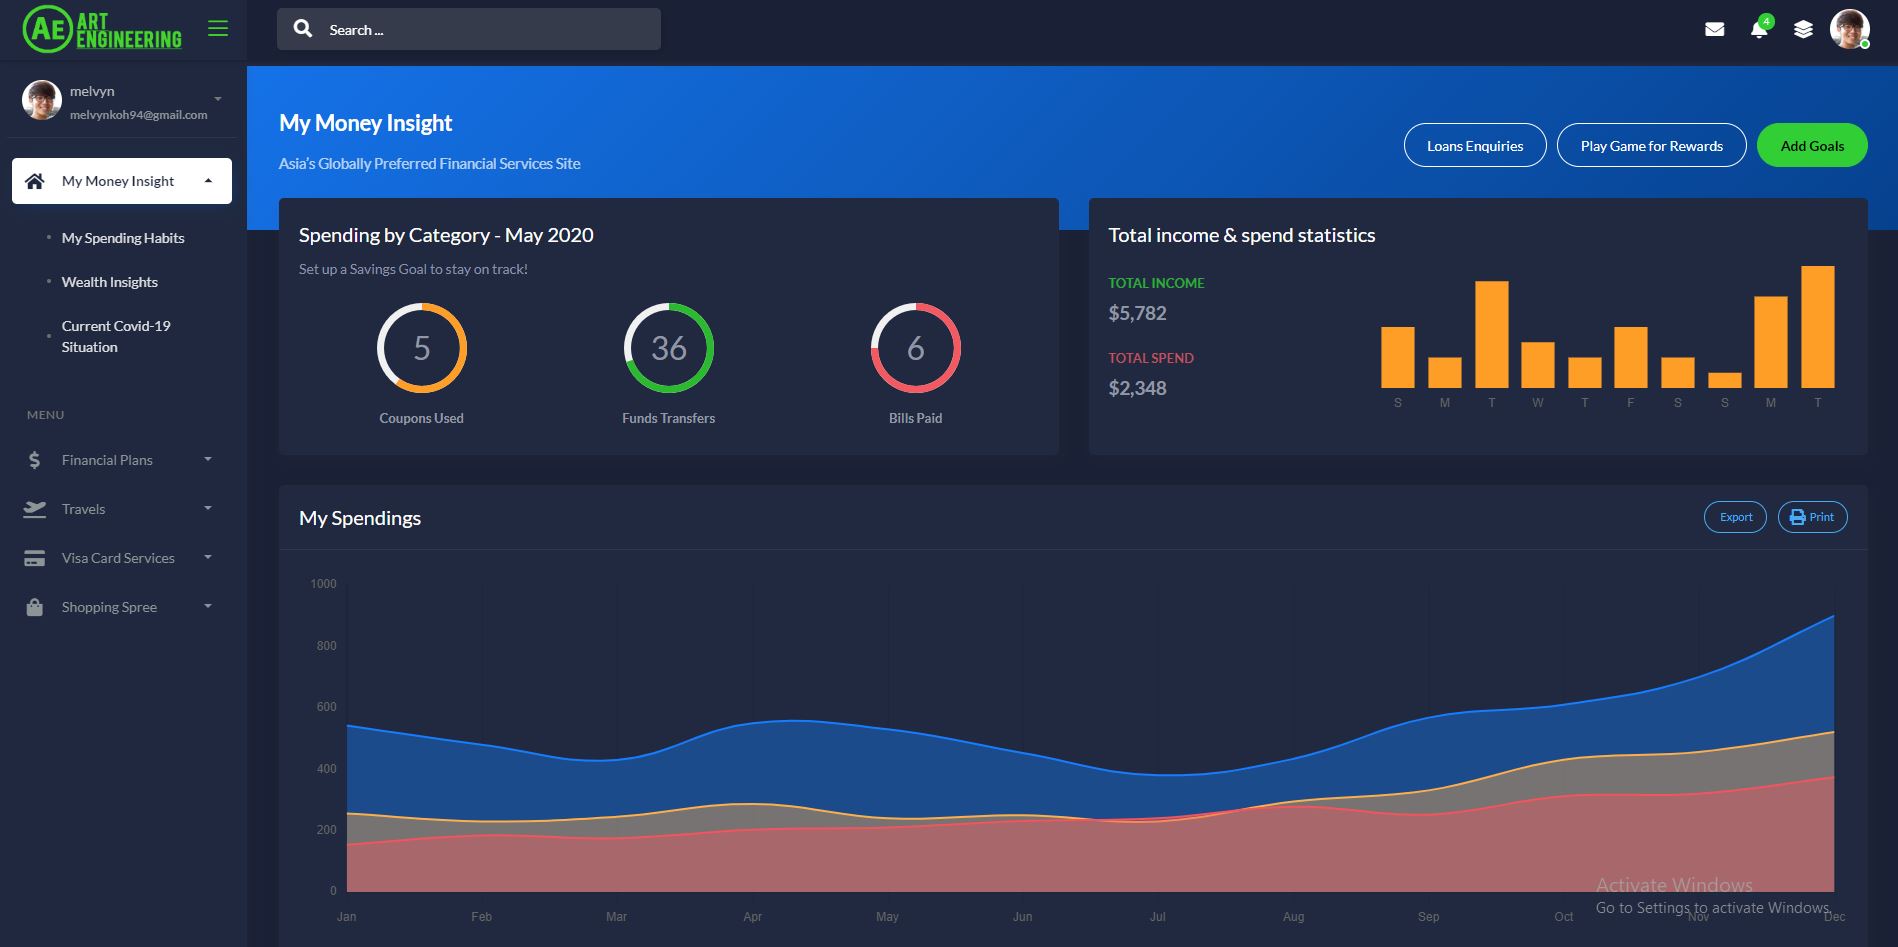 AE ART
ENGINEERING
Search ...
4
melvyn
melvynkoh94@gmail.com
My Money Insight
My Spending Habits
Wealth Insights
Current Covid-19
Situation
MENU
Financial Plans
Travels
Visa Card Services
Shopping Spree
My Money Insight
Asia's Globally Preferred Financial Services Site
Loans Enquiries
Play Game for Rewards
Add Goals
Spending by Category - May 2020
Set up a Savings Goal to stay on track!
5
36
6
Coupons Used
Funds Transfers
Bills Paid
Total income & spend statistics
TOTAL INCOME
$5,782
TOTAL SPEND
$2,348
S M T W T F S S M T
My Spendings
Export
Print
1000
800
600
400
200
0
Jan Feb Mar Apr May Jun Jul Aug Sep Oct Nov Dec
Activate Windows
Go to Settings to activate Windows.